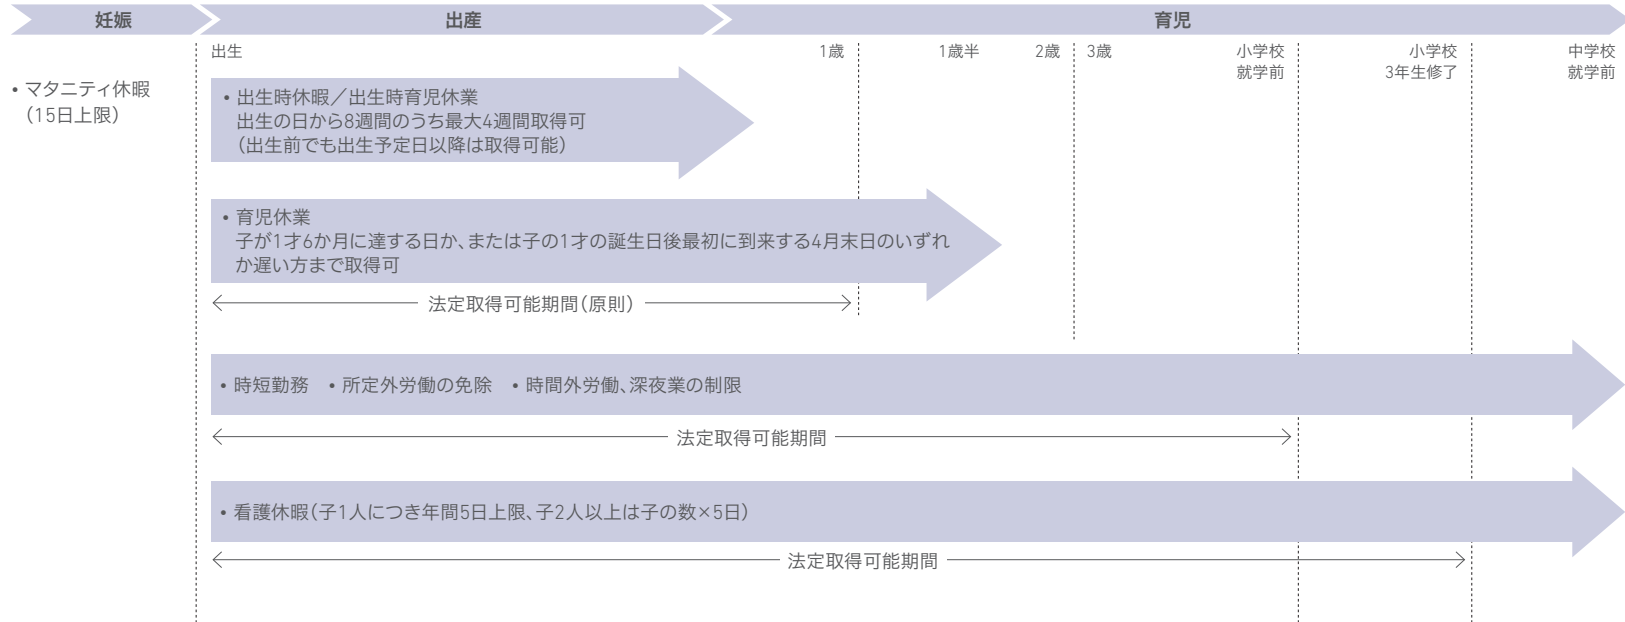 妊娠
出産
育児
出生
1歳
1歳半
2歳
3歳
小学校
就学前
小学校
3年生修了
中学校
就学前
• マタニティ休暇
（15日上限）
• 出生時休暇／出生時育児休業
出生の日から8週間のうち最大4週間取得可
（出生前でも出生予定日以降は取得可能）
• 育児休業
子が1才6か月に達する日か、または子の1才の誕生日後最初に到来する4月末日のいずれ
か遅い方まで取得可
法定取得可能期間（原則）
• 時短勤務 • 所定外労働の免除 • 時間外労働、深夜業の制限
法定取得可能期間
• 看護休暇（子1人につき年間5日上限、子2人以上は子の数×5日）
法定取得可能期間